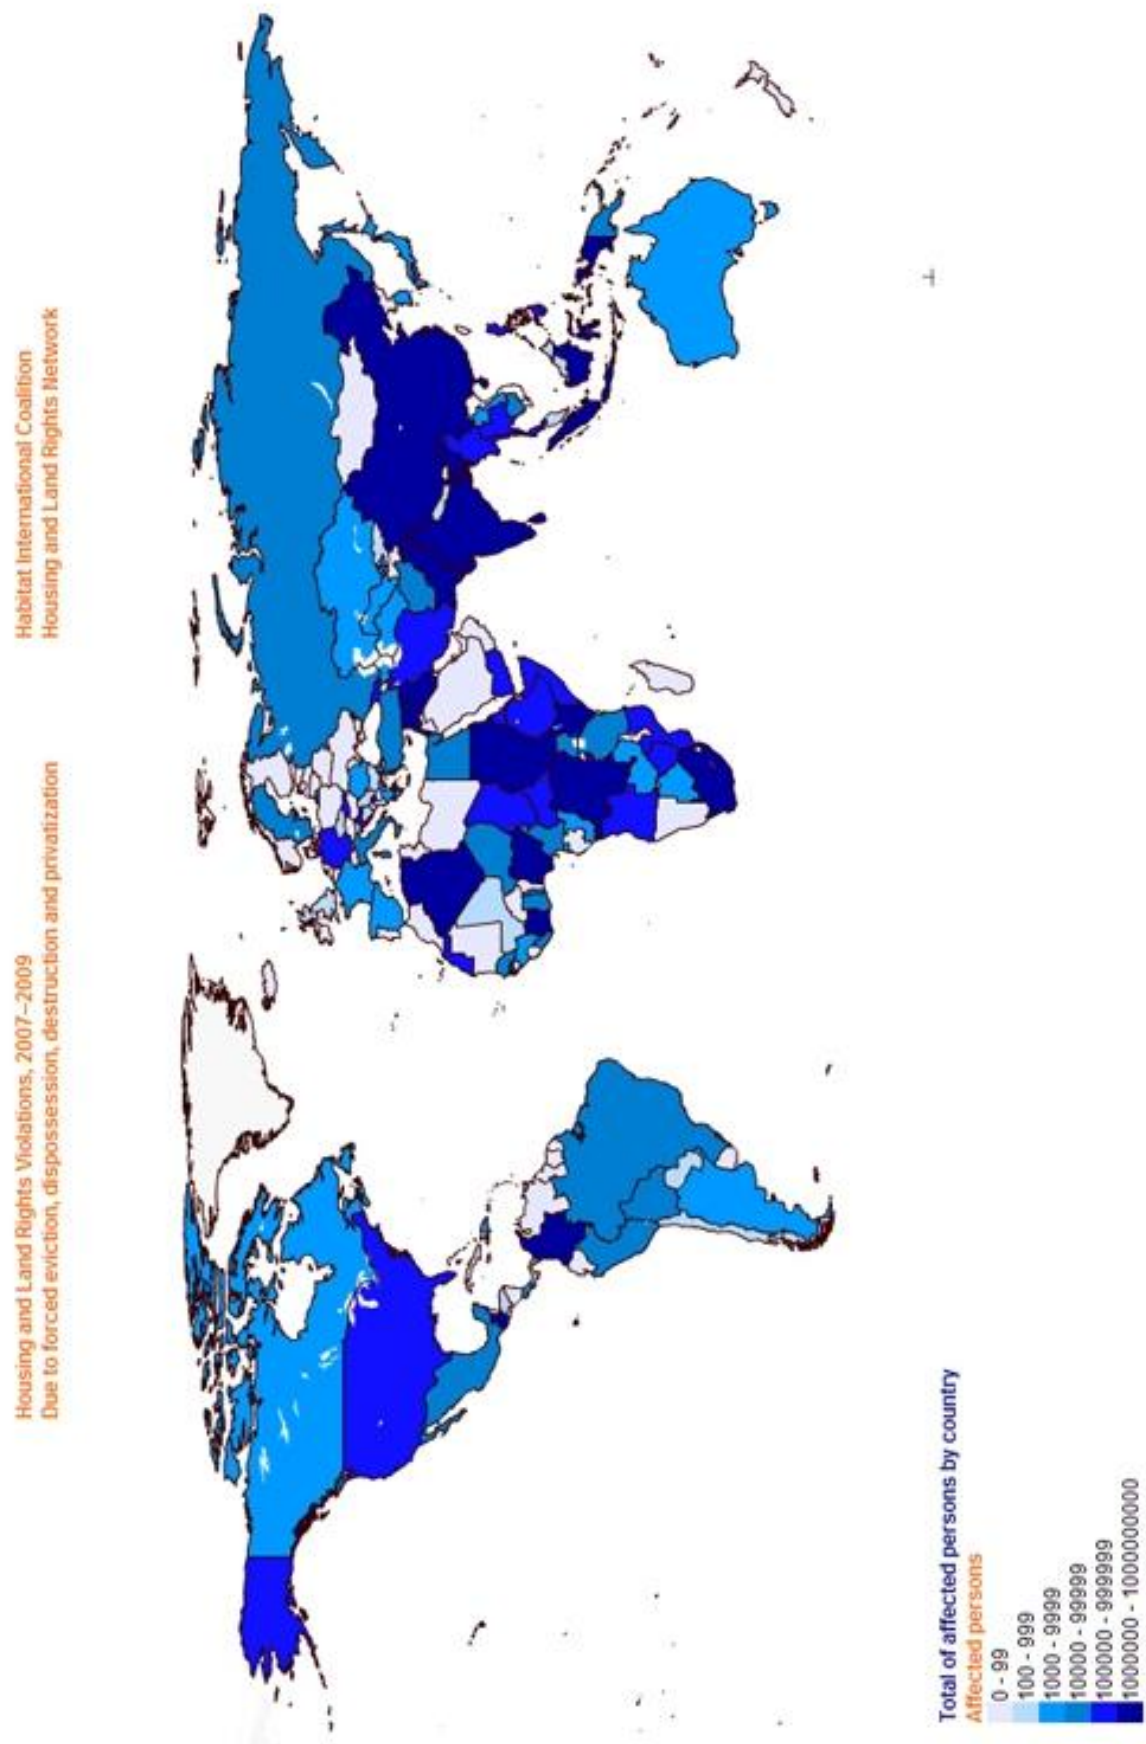 Housing and Land Rights Violations, 2007–2009
Due to forced eviction, dispossession, destruction and privatization
Habitat International Coalition
Housing and Land Rights Network
Total of affected persons by country
Affected persons
0 - 99
100 - 999
1000 - 9999
10000 - 99999
100000 - 999999
1000000 - 1000000000